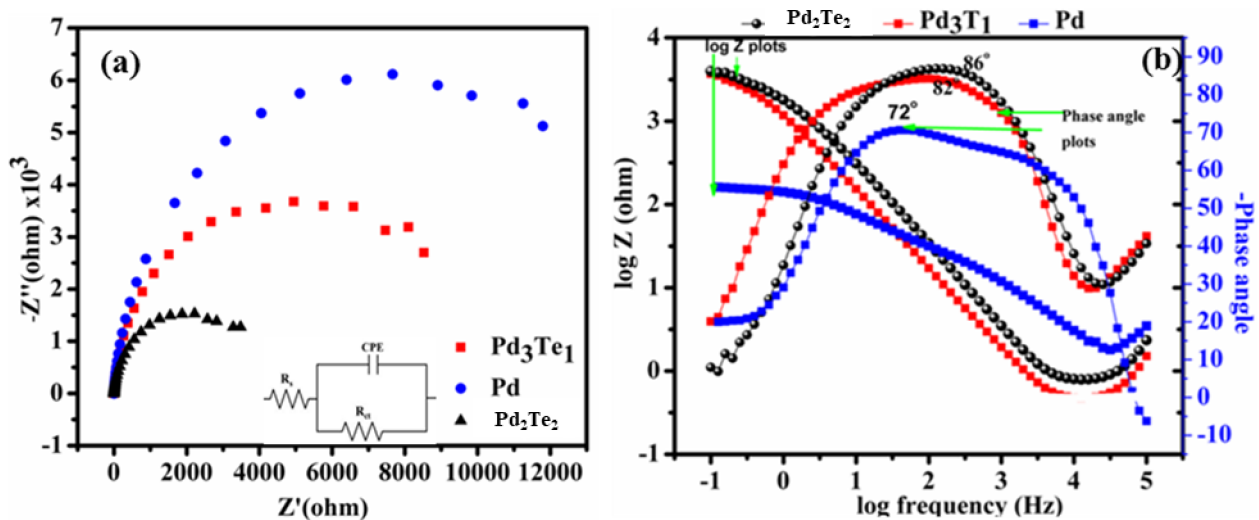 (a)
7
6
5
4
3
2
1
0
-1
-Z''(ohm) x10³
0 2000 4000 6000 8000 10000 12000
Z'(ohm)
CPE
Rₛ
R_ct
Pd₃Te₁
Pd
Pd₂Te₂
Pd₂Te₂ Pd₃T₁ Pd
(b)
log Z plots
86°
82°
72°
Phase angle
plots
4
3
2
1
0
-1
log Z (ohm)
-1 0 1 2 3 4 5
log frequency (Hz)
90
80
70
60
50
40
30
20
10
0
-10
-Phase angle